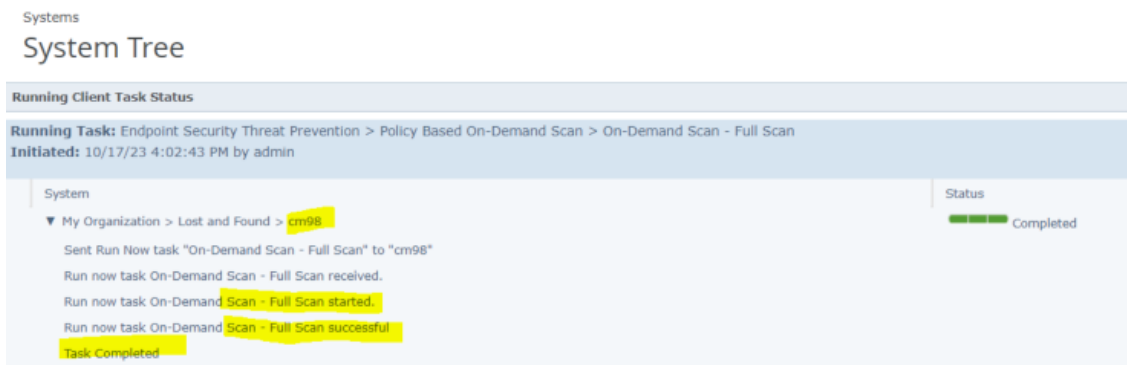 Systems
System Tree
Running Client Task Status
Running Task: Endpoint Security Threat Prevention > Policy Based On-Demand Scan > On-Demand Scan - Full Scan
Initiated: 10/17/23 4:02:43 PM by admin
System Status
▼ My Organization > Lost and Found > cm98 Completed
Sent Run Now task "On-Demand Scan - Full Scan" to "cm98"
Run now task On-Demand Scan - Full Scan received.
Run now task On-Demand Scan - Full Scan started.
Run now task On-Demand Scan - Full Scan successful
Task Completed